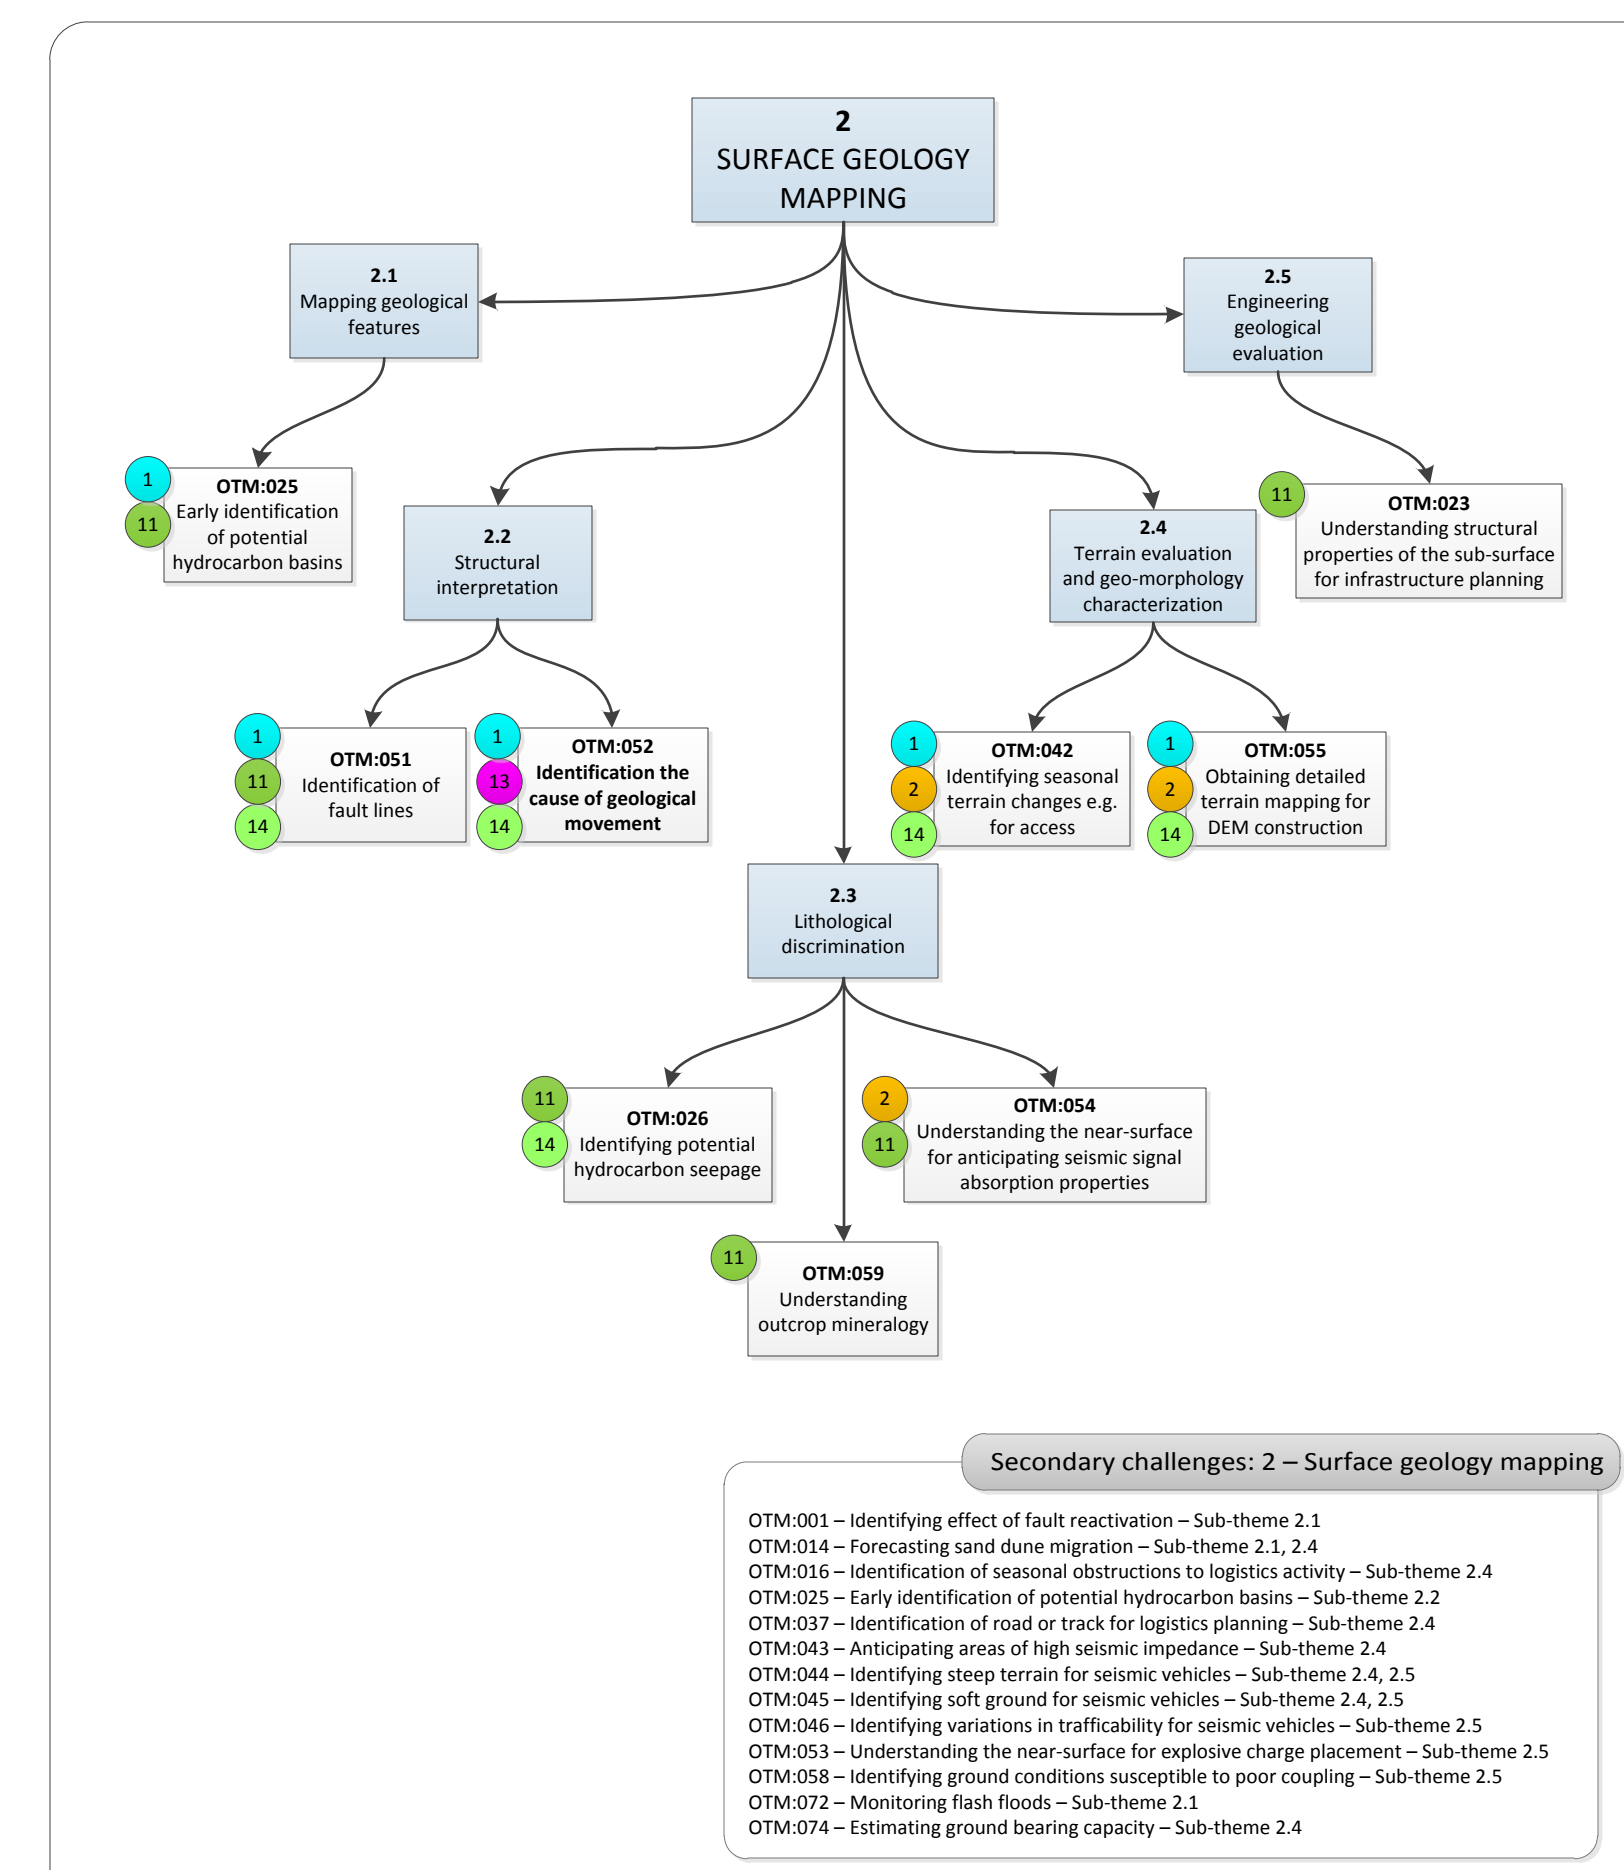 2
SURFACE GEOLOGY
MAPPING
2.1
Mapping geological
features
2.5
Engineering
geological
evaluation
1
11
OTM:025
Early identification
of potential
hydrocarbon basins
2.2
Structural
interpretation
2.4
Terrain evaluation
and geo-morphology
characterization
11
OTM:023
Understanding structural
properties of the sub-surface
for infrastructure planning
1
11
14
OTM:051
Identification of
fault lines
1
13
14
OTM:052
Identification the
cause of geological
movement
1
2
14
OTM:042
Identifying seasonal
terrain changes e.g.
for access
1
2
14
OTM:055
Obtaining detailed
terrain mapping for
DEM construction
2.3
Lithological
discrimination
11
14
OTM:026
Identifying potential
hydrocarbon seepage
2
11
OTM:054
Understanding the near-surface
for anticipating seismic signal
absorption properties
11
OTM:059
Understanding
outcrop mineralogy
Secondary challenges: 2 – Surface geology mapping
OTM:001 – Identifying effect of fault reactivation – Sub-theme 2.1
OTM:014 – Forecasting sand dune migration – Sub-theme 2.1, 2.4
OTM:016 – Identification of seasonal obstructions to logistics activity – Sub-theme 2.4
OTM:025 – Early identification of potential hydrocarbon basins – Sub-theme 2.2
OTM:037 – Identification of road or track for logistics planning – Sub-theme 2.4
OTM:043 – Anticipating areas of high seismic impedance – Sub-theme 2.4
OTM:044 – Identifying steep terrain for seismic vehicles – Sub-theme 2.4, 2.5
OTM:045 – Identifying soft ground for seismic vehicles – Sub-theme 2.4, 2.5
OTM:046 – Identifying variations in trafficability for seismic vehicles – Sub-theme 2.5
OTM:053 – Understanding the near-surface for explosive charge placement – Sub-theme 2.5
OTM:058 – Identifying ground conditions susceptible to poor coupling – Sub-theme 2.5
OTM:072 – Monitoring flash floods – Sub-theme 2.1
OTM:074 – Estimating ground bearing capacity – Sub-theme 2.4